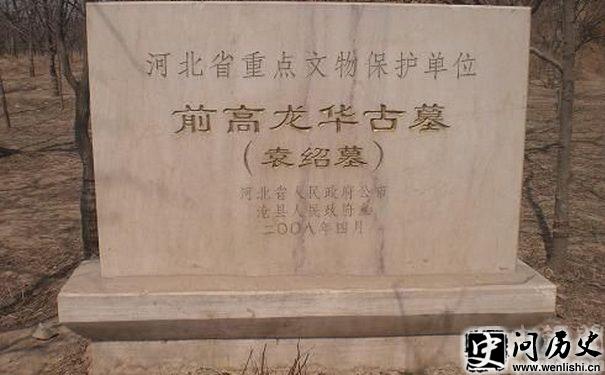 河北省重点文物保护单位
前高龙华古墓
(袁绍墓)
河北省人民政府公布
沧县人民政府立
二〇〇八年四月
史问历史
www.wenlishi.cn